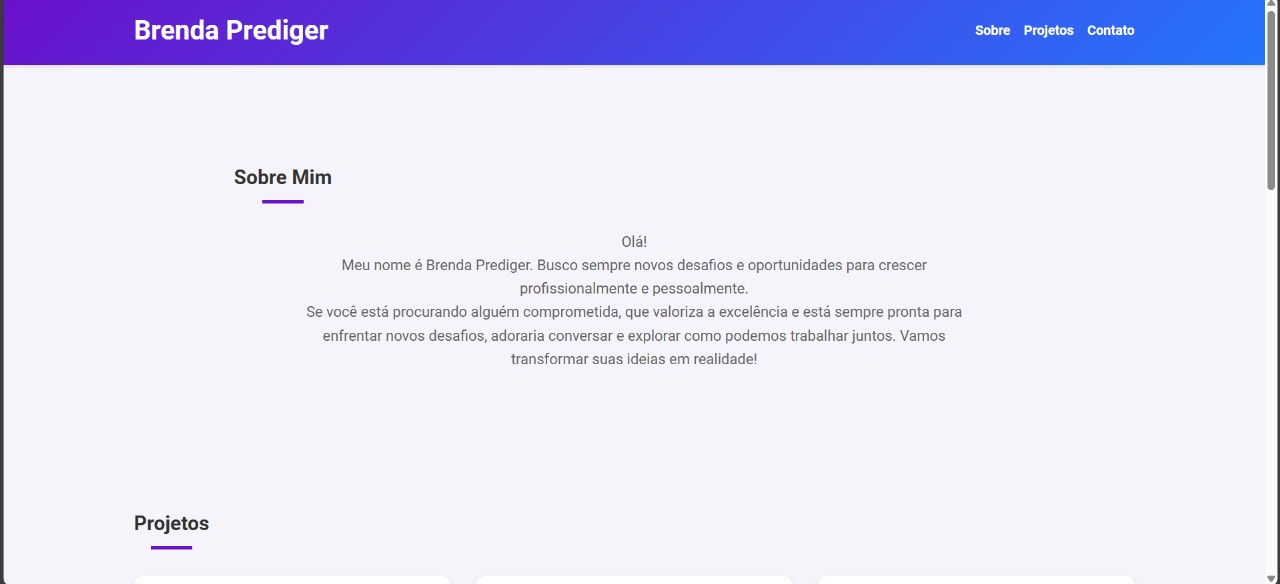 Brenda Prediger
Sobre Projetos Contato
Sobre Mim
Olá!
Meu nome é Brenda Prediger. Busco sempre novos desafios e oportunidades para crescer
profissionalmente e pessoalmente.
Se você está procurando alguém comprometida, que valoriza a excelência e está sempre pronta para
enfrentar novos desafios, adoraria conversar e explorar como podemos trabalhar juntos. Vamos
transformar suas ideias em realidade!
Projetos